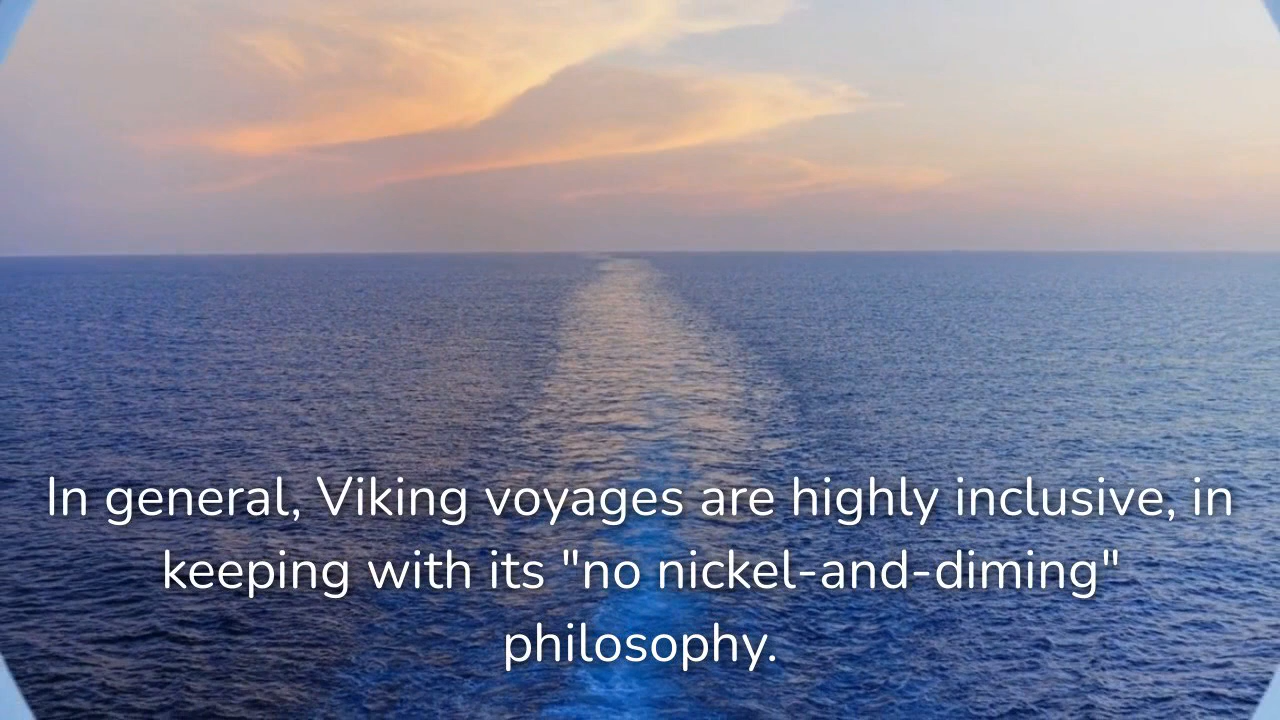 In general, Viking voyages are highly inclusive, in
keeping with its "no nickel-and-diming"
philosophy.